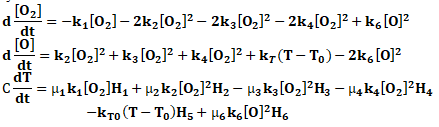 d [O₂]/dt = −k₁[O₂] − 2k₂[O₂]² − 2k₃[O₂]² − 2k₄[O₂]² + k₆[O]²
d [O]/dt = k₂[O₂]² + k₃[O₂]² + k₄[O₂]² + k_T(T − T₀) − 2k₆[O]²
C dT/dt = μ₁k₁[O₂]H₁ + μ₂k₂[O₂]²H₂ − μ₃k₃[O₂]²H₃ − μ₄k₄[O₂]²H₄
−k_T0(T − T₀)H₅ + μ₆k₆[O]²H₆